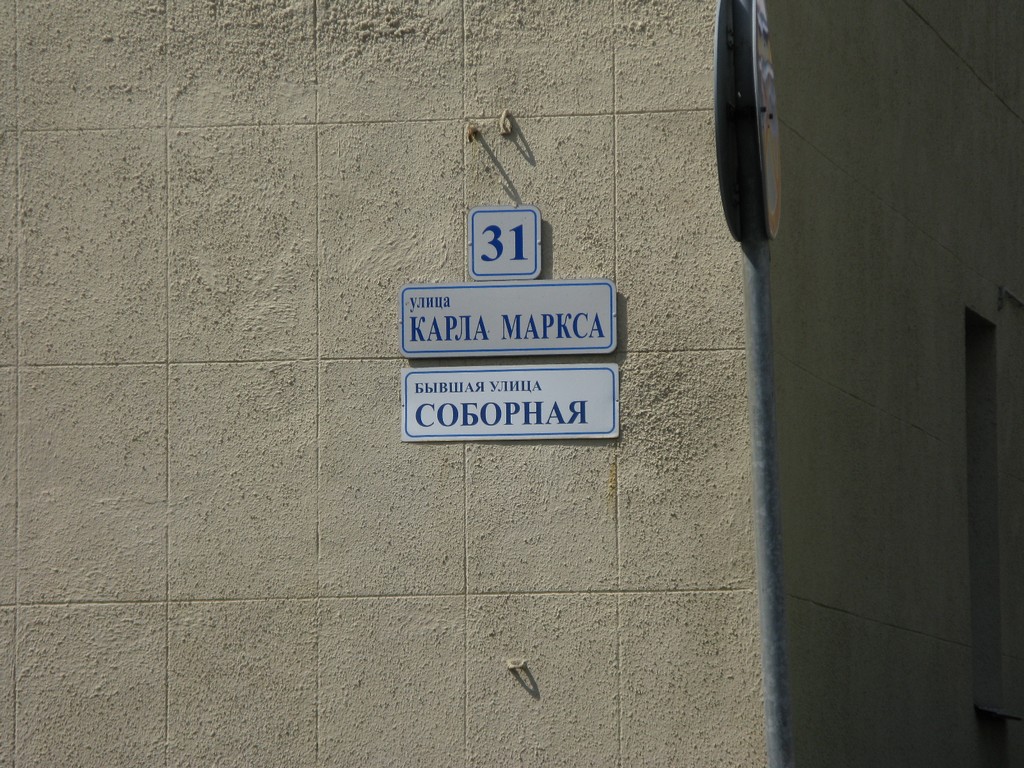 31
улица
КАРЛА МАРКСА
БЫВШАЯ УЛИЦА
СОБОРНАЯ